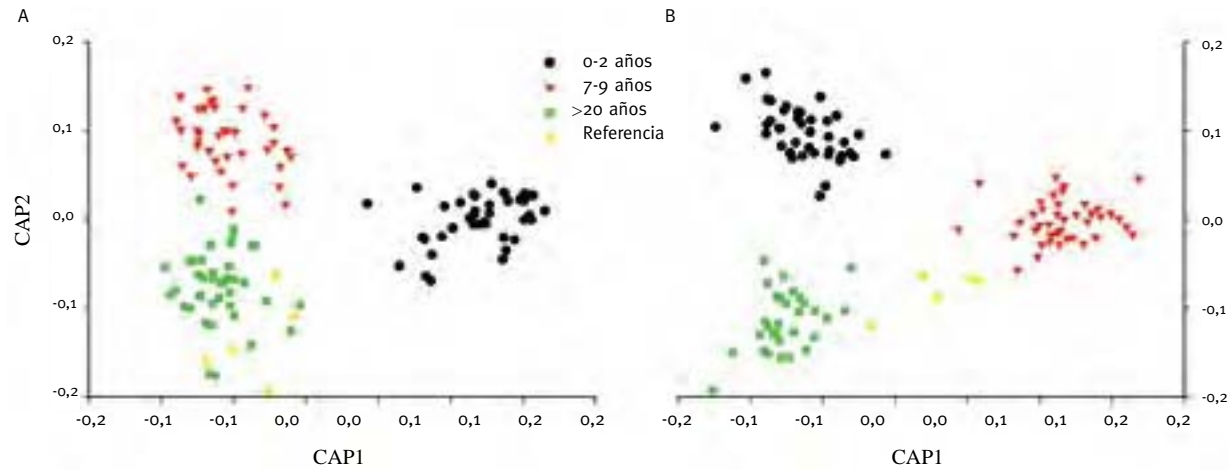 A
B
0,2
0,1
0,0
-0,1
-0,2
CAP2
0-2 años
7-9 años
>20 años
Referencia
0,2
0,1
0,0
-0,1
-0,2
-0,2 -0,1 -0,1 0,0 0,0 0,1 0,1 0,2
-0,2 -0,1 -0,1 0,0 0,0 0,1 0,1 0,2
CAP1
CAP1